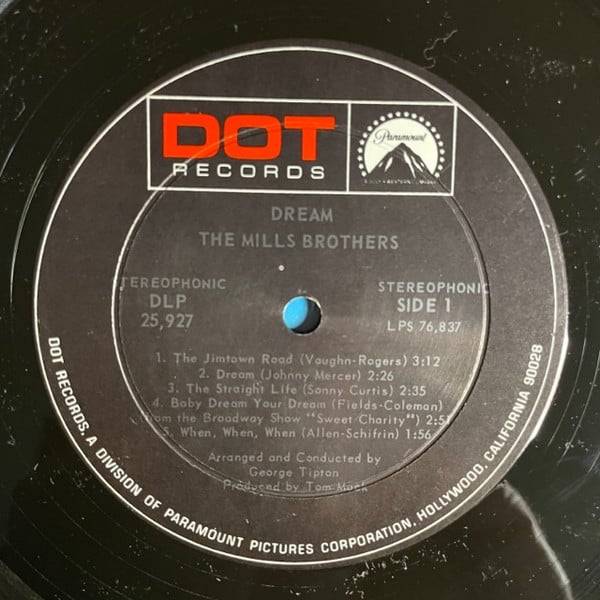 DOT
RECORDS
Paramount
DREAM
THE MILLS BROTHERS
TEREOPHONIC
DLP
25,927
STEREOPHONIC
SIDE 1
LPS 76,837
1. The Jimtown Road (Vaughn-Rogers) 3:12
2. Dream (Johnny Mercer) 2:26
3. The Straight Life (Sonny Curtis) 2:35
4. Baby Dream Your Dream (Fields-Coleman)
from the Broadway Show "Sweet Charity")
5. When, When, When (Allen-Schifrin) 1:56
Arranged and Conducted by
George Tipton
Produced by Tom Mack
DOT RECORDS, A DIVISION OF PARAMOUNT PICTURES CORPORATION, HOLLYWOOD, CALIFORNIA 90028